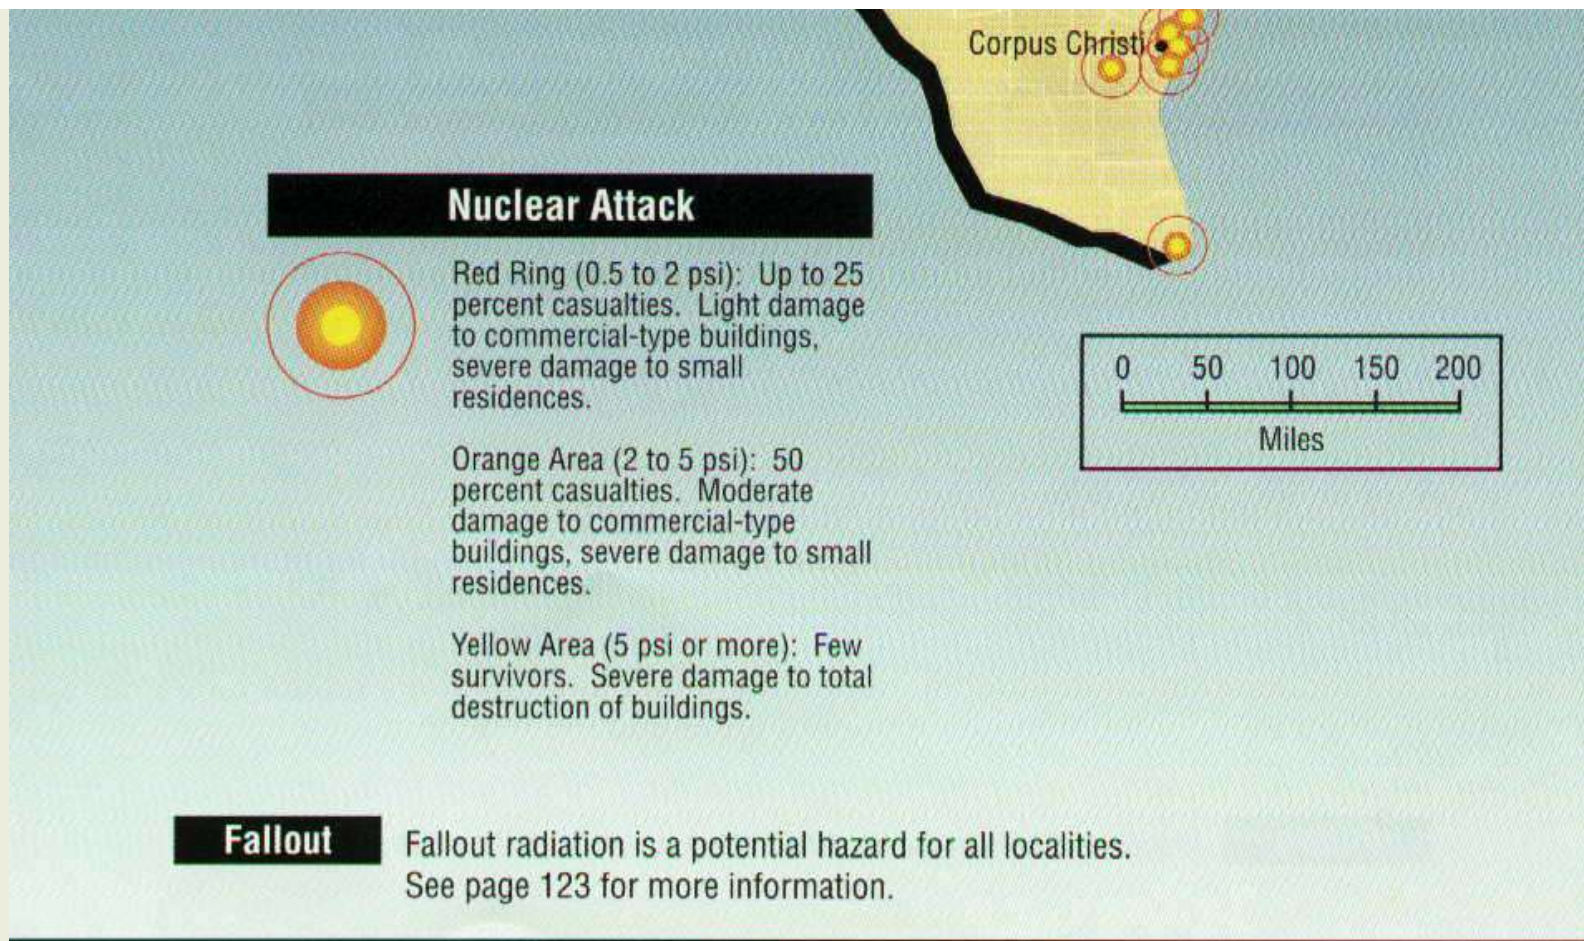 Corpus Christi
Nuclear Attack
Red Ring (0.5 to 2 psi): Up to 25
percent casualties. Light damage
to commercial-type buildings,
severe damage to small
residences.
Orange Area (2 to 5 psi): 50
percent casualties. Moderate
damage to commercial-type
buildings, severe damage to small
residences.
Yellow Area (5 psi or more): Few
survivors. Severe damage to total
destruction of buildings.
0 50 100 150 200
Miles
Fallout
Fallout radiation is a potential hazard for all localities.
See page 123 for more information.